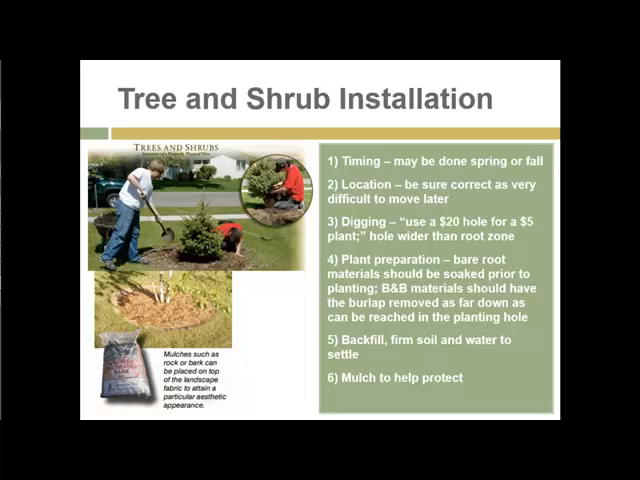 Tree and Shrub Installation
TREES AND SHRUBS
1) Timing – may be done spring or fall
2) Location – be sure correct as very
difficult to move later
3) Digging – “use a $20 hole for a $5
plant;” hole wider than root zone
4) Plant preparation – bare root
materials should be soaked prior to
planting; B&B materials should have
the burlap removed as far down as
can be reached in the planting hole
5) Backfill, firm soil and water to
settle
6) Mulch to help protect
Mulches such as
rock or bark can
be placed on top
of the landscape
fabric to attain a
particular aesthetic
appearance.